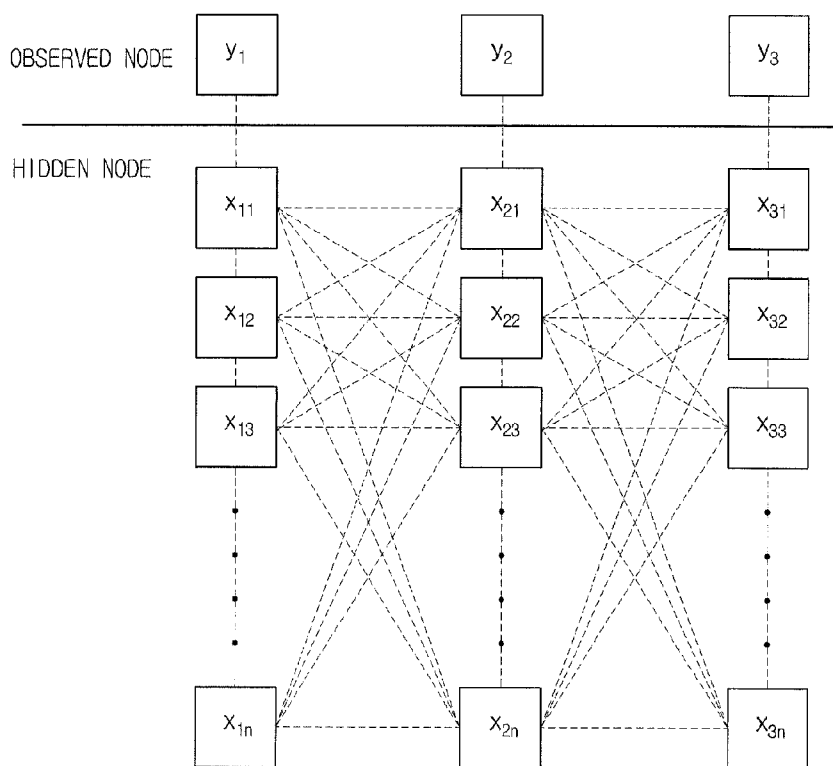 OBSERVED NODE y₁ y₂ y₃
HIDDEN NODE
x₁₁ x₂₁ x₃₁
x₁₂ x₂₂ x₃₂
x₁₃ x₂₃ x₃₃
x₁ₙ x₂ₙ x₃ₙ